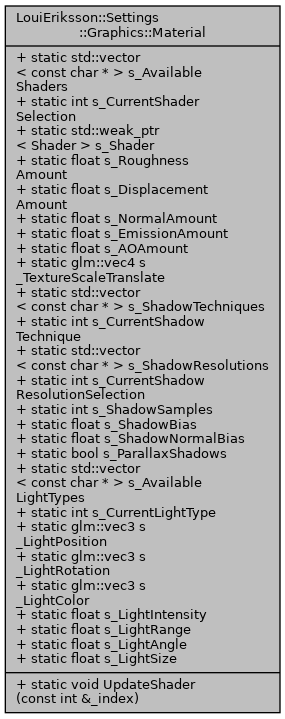 LouiEriksson::Settings
::Graphics::Material
+ static std::vector
< const char * > s_Available
Shaders
+ static int s_CurrentShader
Selection
+ static std::weak_ptr
< Shader > s_Shader
+ static float s_Roughness
Amount
+ static float s_Displacement
Amount
+ static float s_NormalAmount
+ static float s_EmissionAmount
+ static float s_AOAmount
+ static glm::vec4 s
_TextureScaleTranslate
+ static std::vector
< const char * > s_ShadowTechniques
+ static int s_CurrentShadow
Technique
+ static std::vector
< const char * > s_ShadowResolutions
+ static int s_CurrentShadow
ResolutionSelection
+ static int s_ShadowSamples
+ static float s_ShadowBias
+ static float s_ShadowNormalBias
+ static bool s_ParallaxShadows
+ static std::vector
< const char * > s_Available
LightTypes
+ static int s_CurrentLightType
+ static glm::vec3 s
_LightPosition
+ static glm::vec3 s
_LightRotation
+ static glm::vec3 s
_LightColor
+ static float s_LightIntensity
+ static float s_LightRange
+ static float s_LightAngle
+ static float s_LightSize
+ static void UpdateShader
(const int &_index)